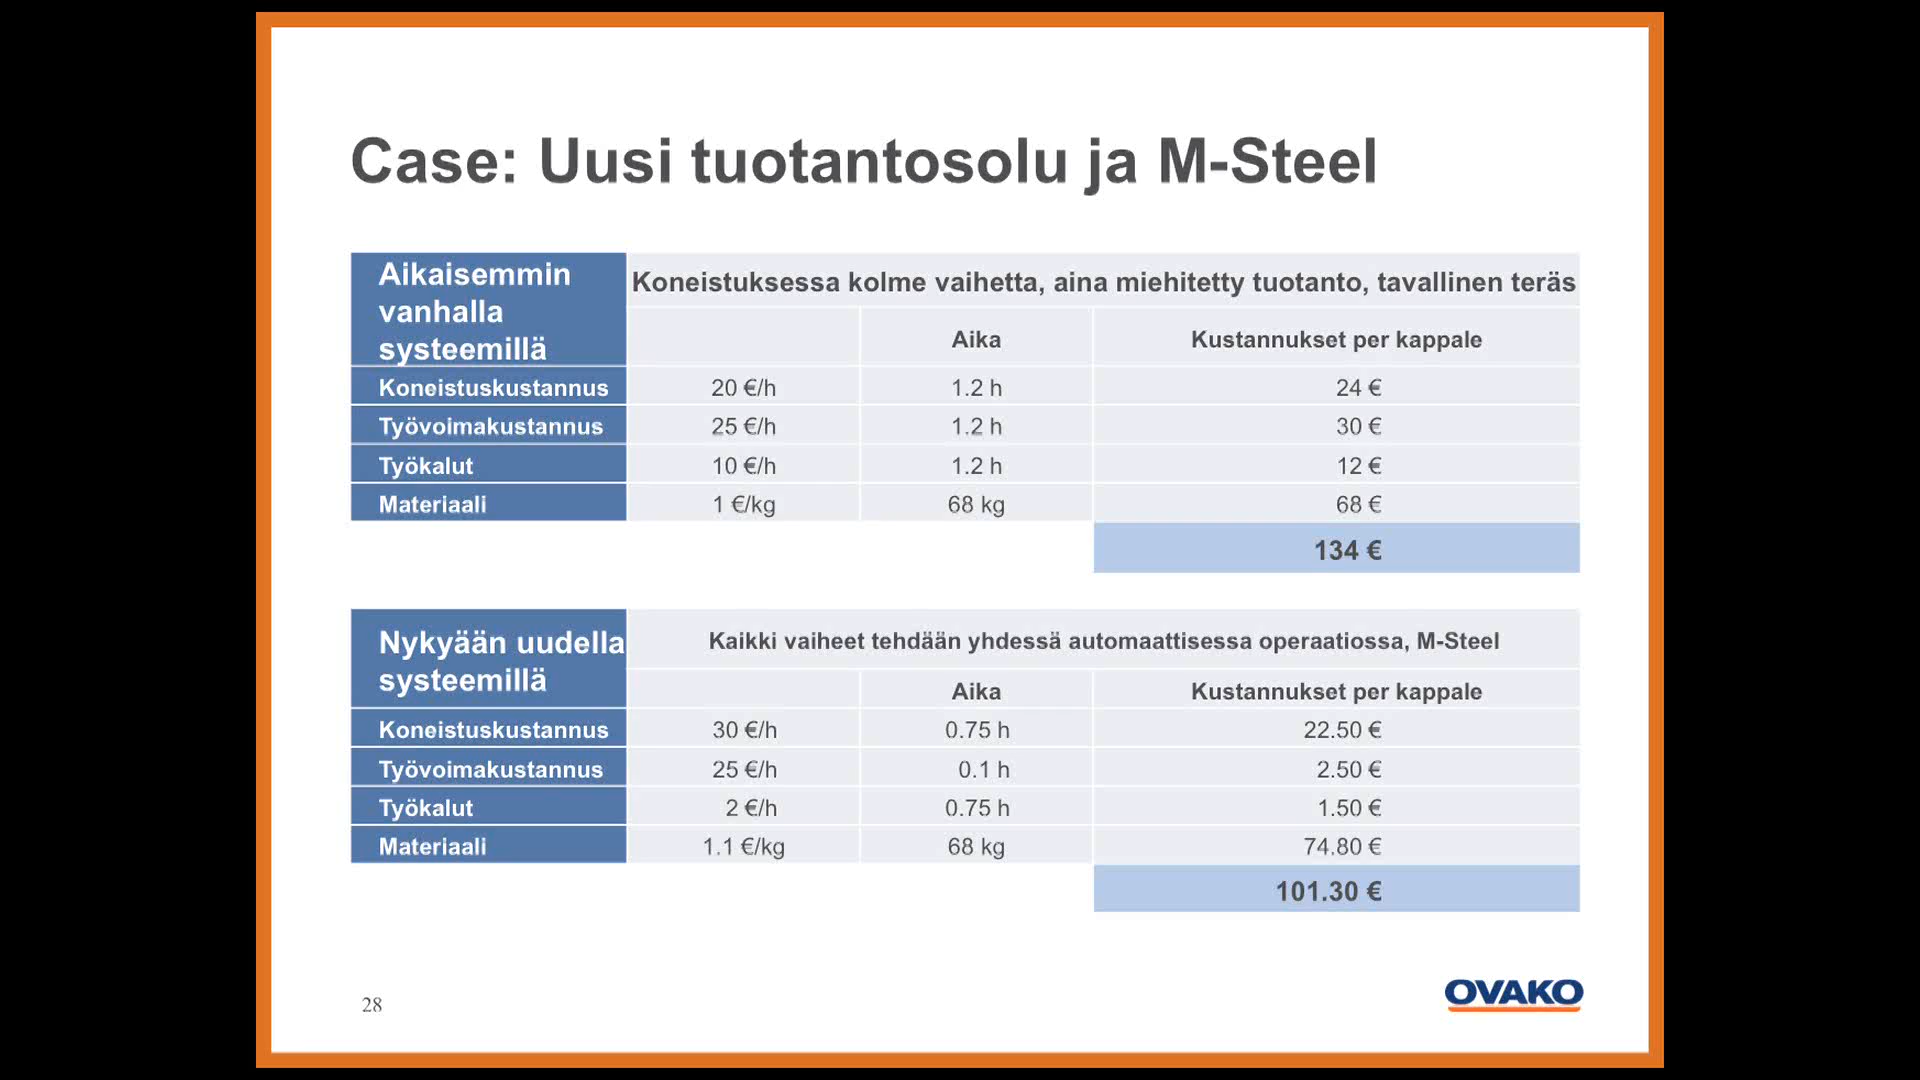 Case: Uusi tuotantosolu ja M-Steel
Aikaisemmin
vanhalla
systeemillä
Koneistuksessa kolme vaihetta, aina miehitetty tuotanto, tavallinen teräs
Aika Kustannukset per kappale
Koneistuskustannus 20 €/h 1.2 h 24 €
Työvoimakustannus 25 €/h 1.2 h 30 €
Työkalut 10 €/h 1.2 h 12 €
Materiaali 1 €/kg 68 kg 68 €
134 €
Nykyään uudella
systeemillä
Kaikki vaiheet tehdään yhdessä automaattisessa operaatiossa, M-Steel
Aika Kustannukset per kappale
Koneistuskustannus 30 €/h 0.75 h 22.50 €
Työvoimakustannus 25 €/h 0.1 h 2.50 €
Työkalut 2 €/h 0.75 h 1.50 €
Materiaali 1.1 €/kg 68 kg 74.80 €
101.30 €
28
OVAKO